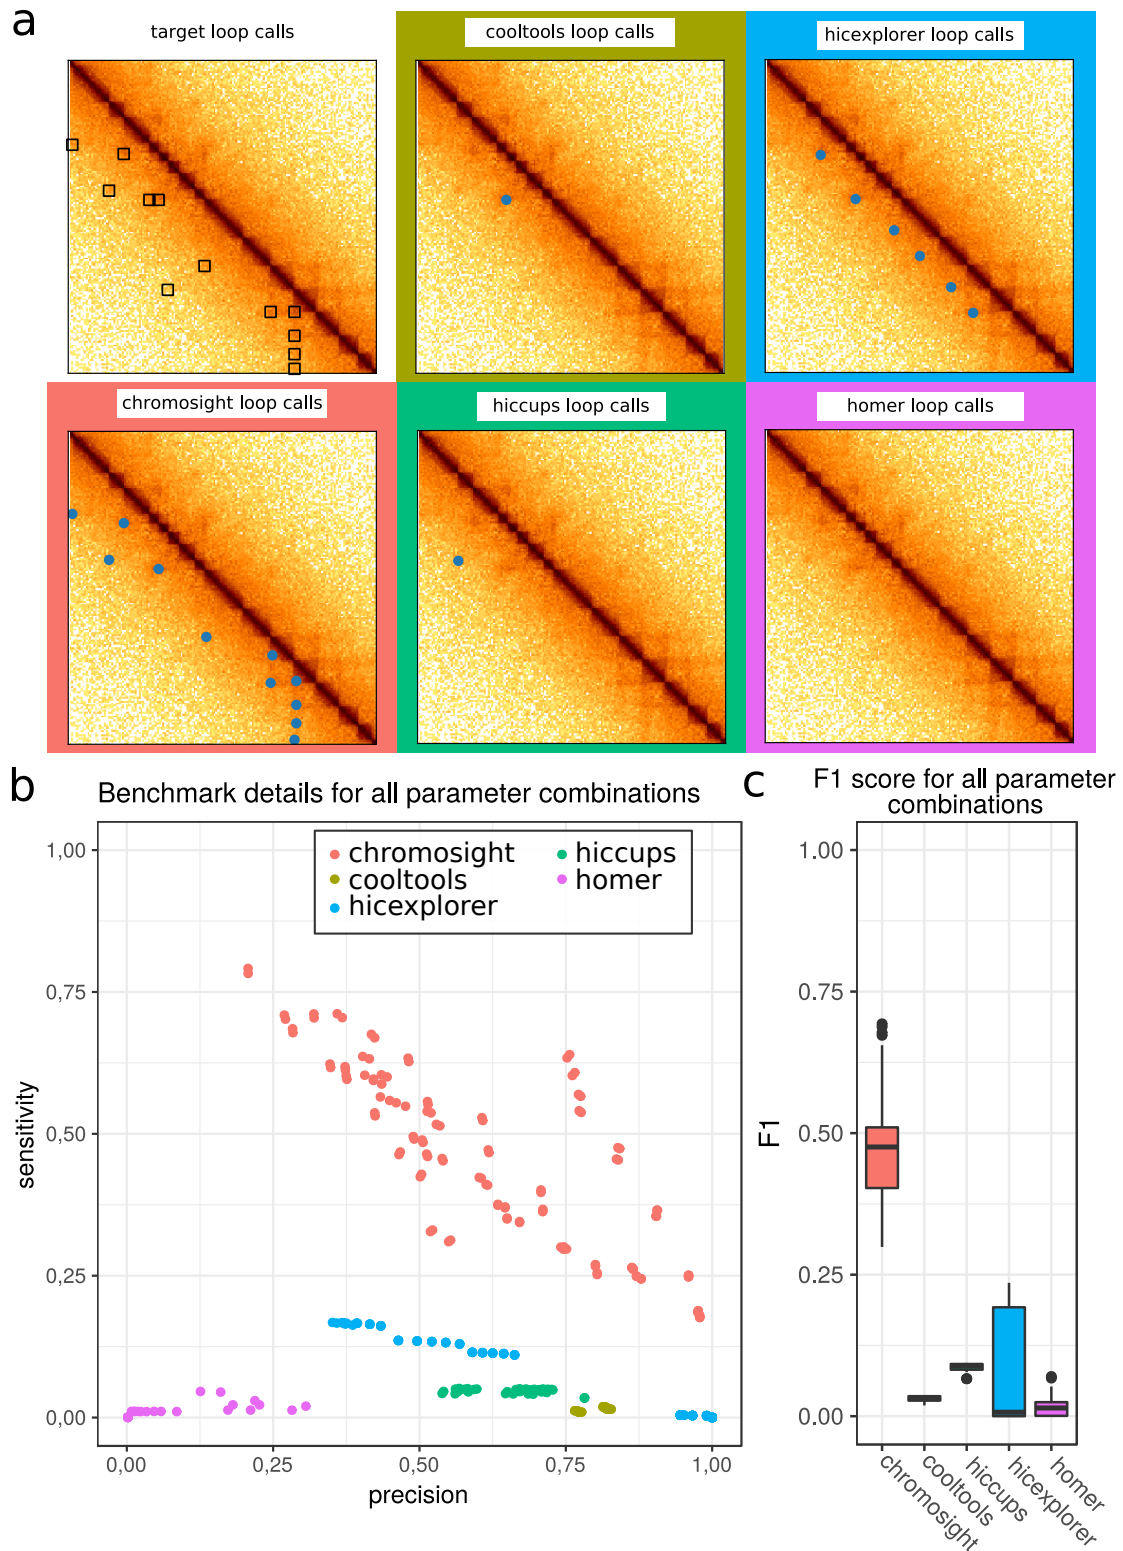 a
target loop calls
cooltools loop calls
hicexplorer loop calls
chromosight loop calls
hiccups loop calls
homer loop calls
b
Benchmark details for all parameter combinations
chromosight
cooltools
hicexplorer
hiccups
homer
sensitivity
1,00
0,75
0,50
0,25
0,00
0,00 0,25 0,50 0,75 1,00
precision
c
F1 score for all parameter
combinations
F1
1.00
0.75
0.50
0.25
0.00
chromosight
cooltools
hiccups
hicexplorer
homer